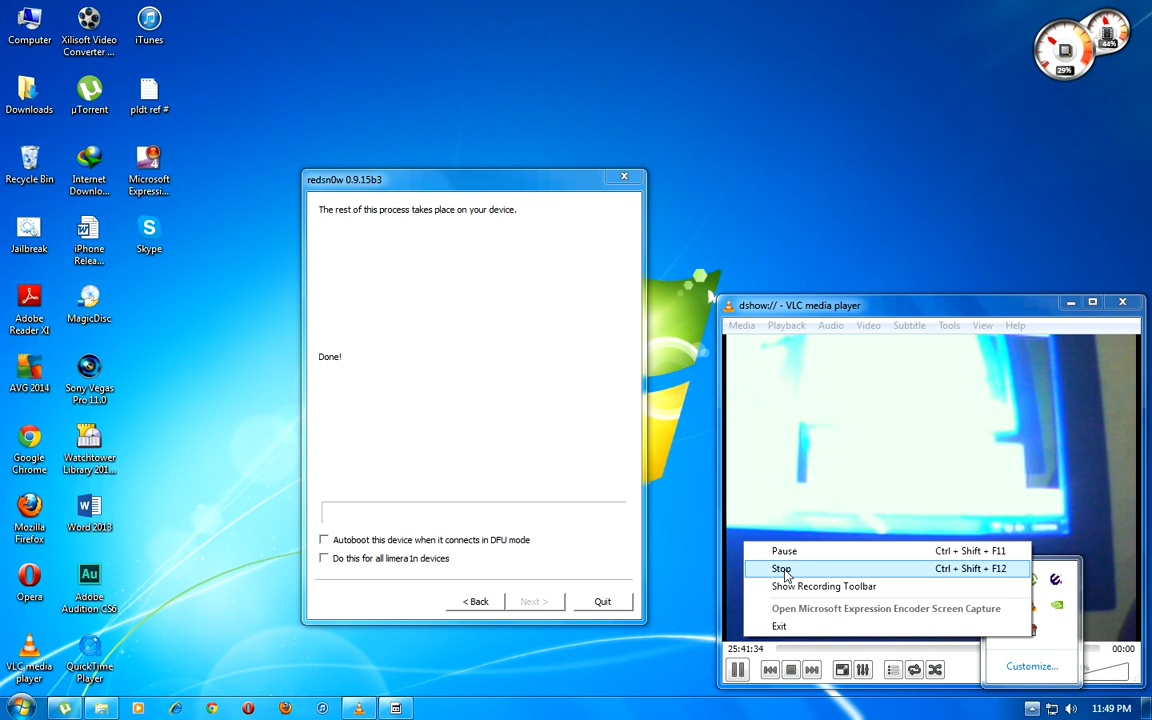 Computer
Xilisoft Video
Converter ...
iTunes
Downloads
µTorrent
pldt ref #
Recycle Bin
Internet
Downlo...
Microsoft
Expressi...
Jailbreak
iPhone
Relea...
Skype
Adobe
Reader XI
MagicDisc
AVG 2014
Sony Vegas
Pro 11.0
Google
Chrome
Watchtower
Library 201...
Mozilla
Firefox
Word 2013
Opera
Adobe
Audition CS6
VLC media
player
QuickTime
Player
29%
44%
redsn0w 0.9.15b3
The rest of this process takes place on your device.
Done!
Autoboot this device when it connects in DFU mode
Do this for all limera1n devices
< Back
Next >
Quit
dshow:// - VLC media player
Media Playback Audio Video Subtitle Tools View Help
Pause Ctrl + Shift + F11
Stop Ctrl + Shift + F12
Show Recording Toolbar
Open Microsoft Expression Encoder Screen Capture
Exit
25:41:34
00:00
Customize...
11:49 PM